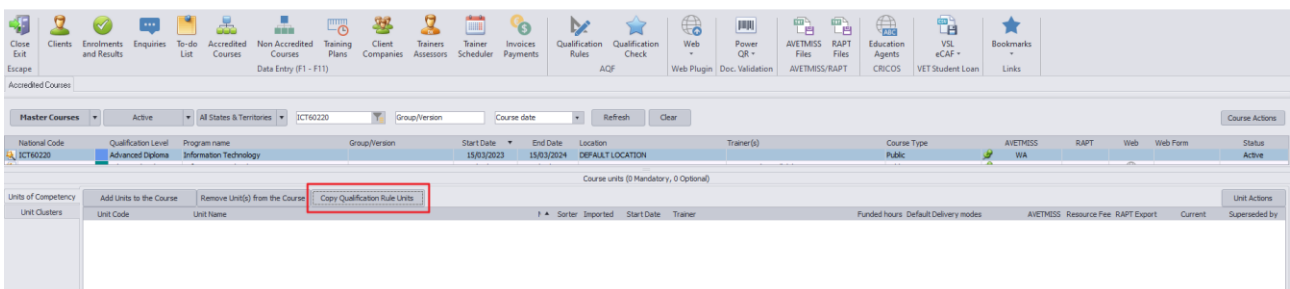 Close Exit
Clients
Enrolments and Results
Enquiries
To-do List
Accredited Courses
Non Accredited Courses
Training Plans
Client Companies
Trainers Assessors
Trainer Scheduler
Invoices Payments
Qualification Rules
Qualification Check
Web
Power QR
AVETMISS Files
RAPT Files
Education Agents
VSL eCAF
Bookmarks
Escape Data Entry (F1 - F11) AQF Web Plugin Doc. Validation AVETMISS/RAPT CRICOS VET Student Loan Links
Accredited Courses
Master Courses Active All States & Territories ICT60220 Group/Version Course date Refresh Clear Course Actions
National Code Qualification Level Program name Group/Version Start Date End Date Location Trainer(s) Course Type AVETMISS RAPT Web Web Form Status
ICT60220 Advanced Diploma Information Technology 15/03/2023 15/03/2024 DEFAULT LOCATION Public WA Active
Course units (0 Mandatory, 0 Optional)
Units of Competency Add Units to the Course Remove Unit(s) from the Course Copy Qualification Rule Units Unit Actions
Unit Clusters Unit Code Unit Name Sorter Imported Start Date Trainer Funded hours Default Delivery modes AVETMISS Resource Fee RAPT Export Current Superseded by